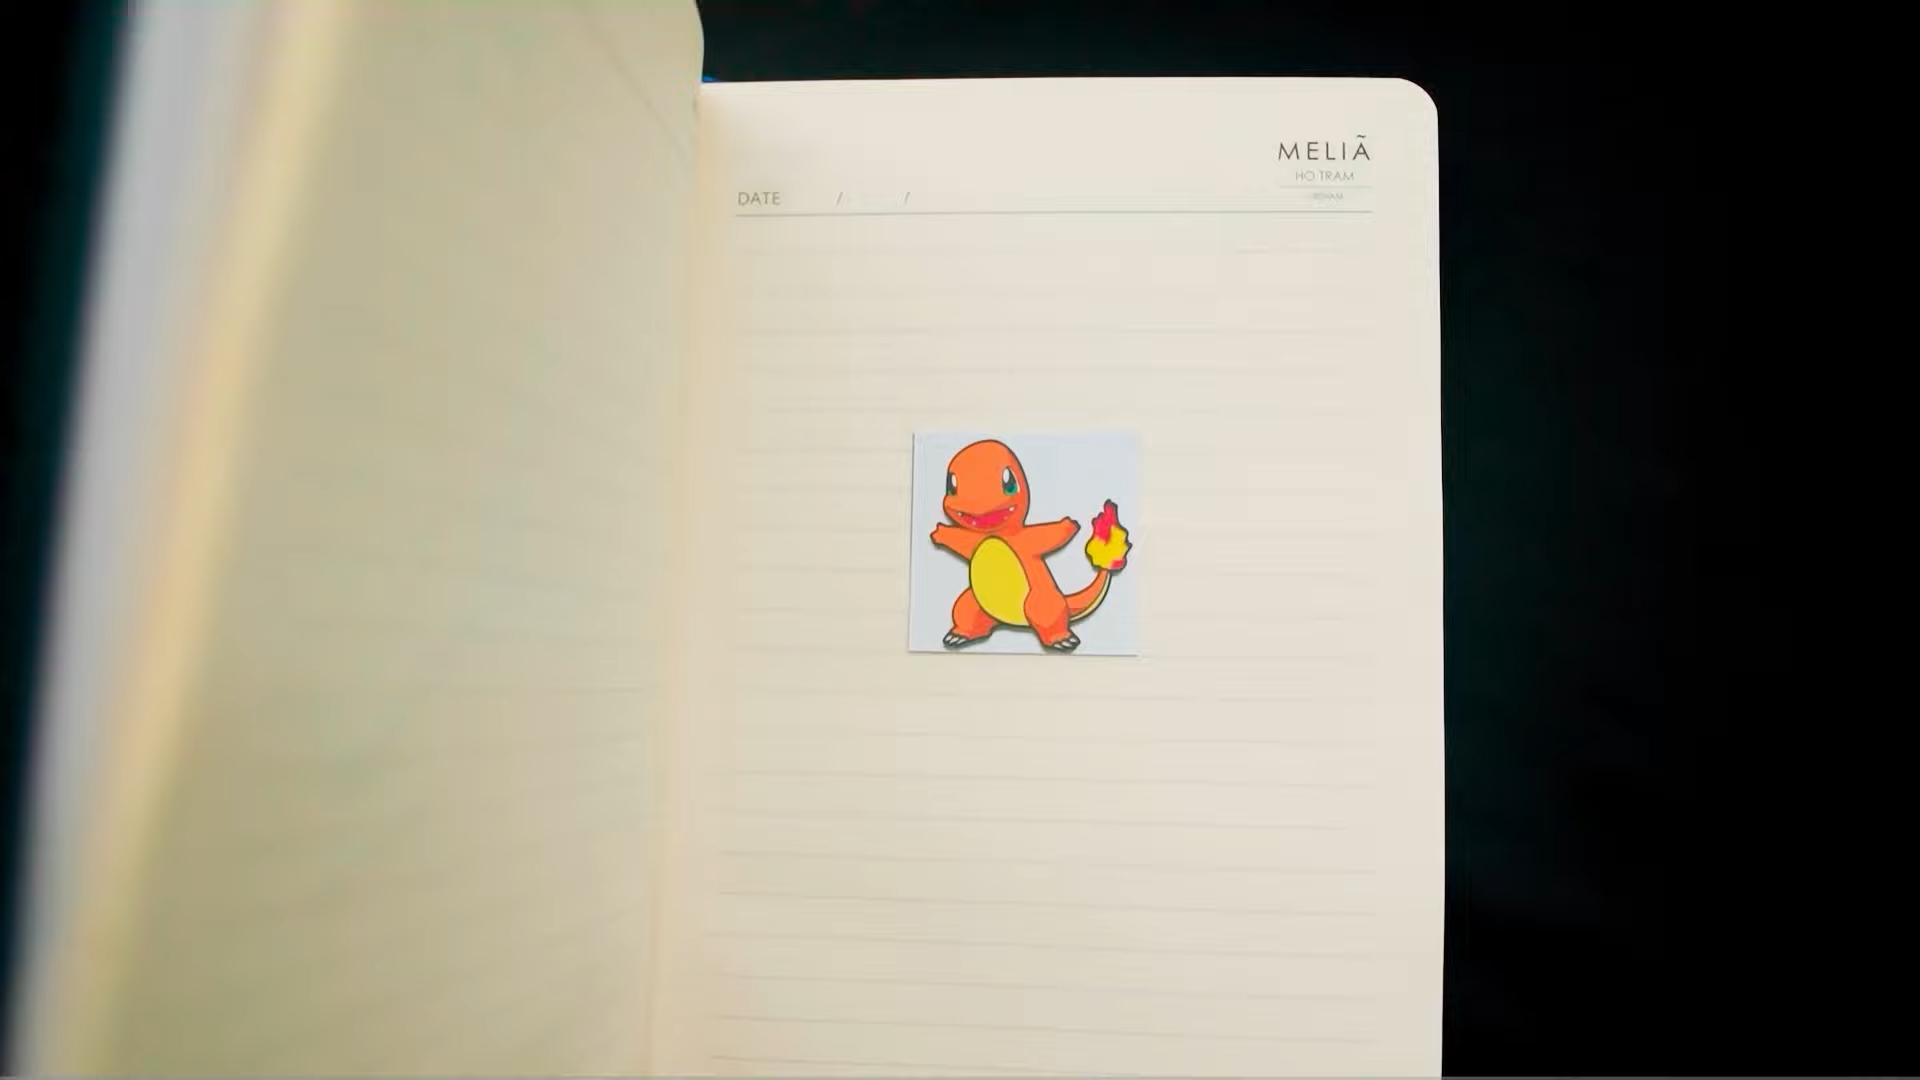 MELIÃ
HO TRAM
DATE / /